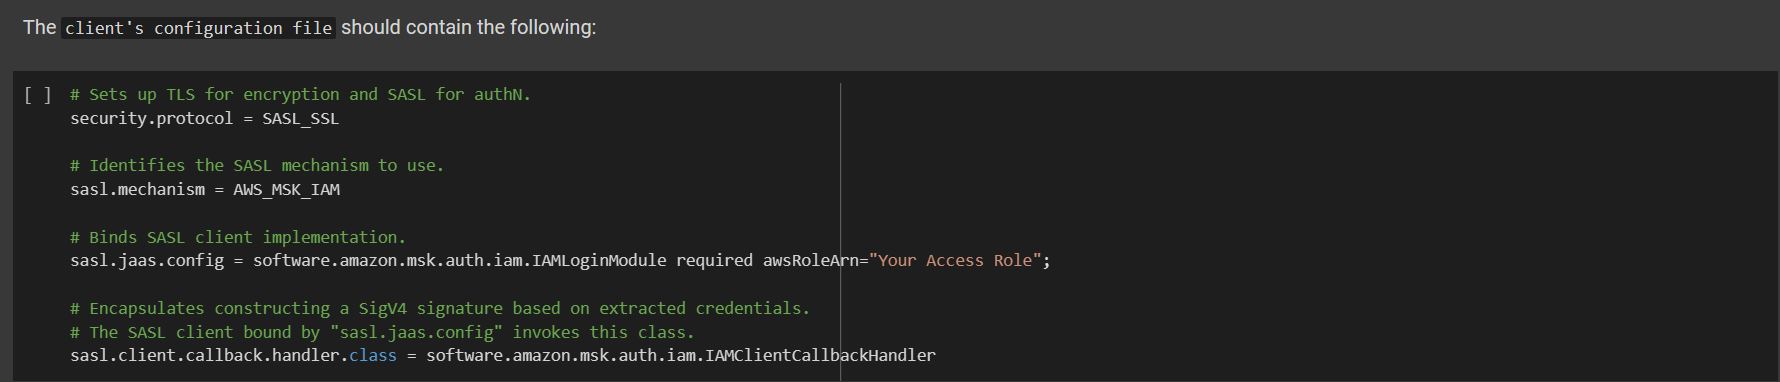 The client's configuration file should contain the following:
[ ] # Sets up TLS for encryption and SASL for authN.
security.protocol = SASL_SSL
# Identifies the SASL mechanism to use.
sasl.mechanism = AWS_MSK_IAM
# Binds SASL client implementation.
sasl.jaas.config = software.amazon.msk.auth.iam.IAMLoginModule required awsRoleArn="Your Access Role";
# Encapsulates constructing a SigV4 signature based on extracted credentials.
# The SASL client bound by "sasl.jaas.config" invokes this class.
sasl.client.callback.handler.class = software.amazon.msk.auth.iam.IAMClientCallbackHandler